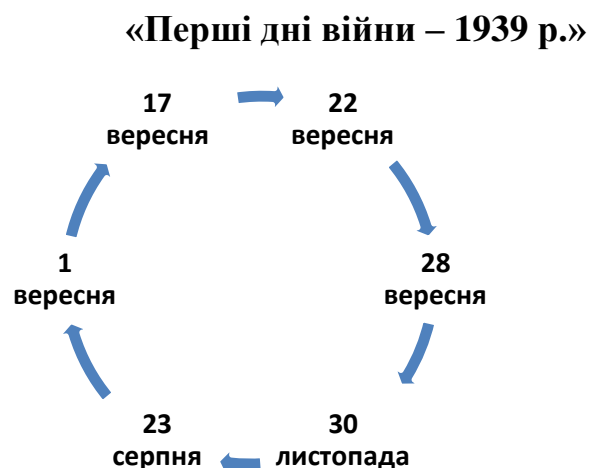 «Перші дні війни – 1939 р.»
17
вересня
22
вересня
28
вересня
30
листопада
23
серпня
1
вересня